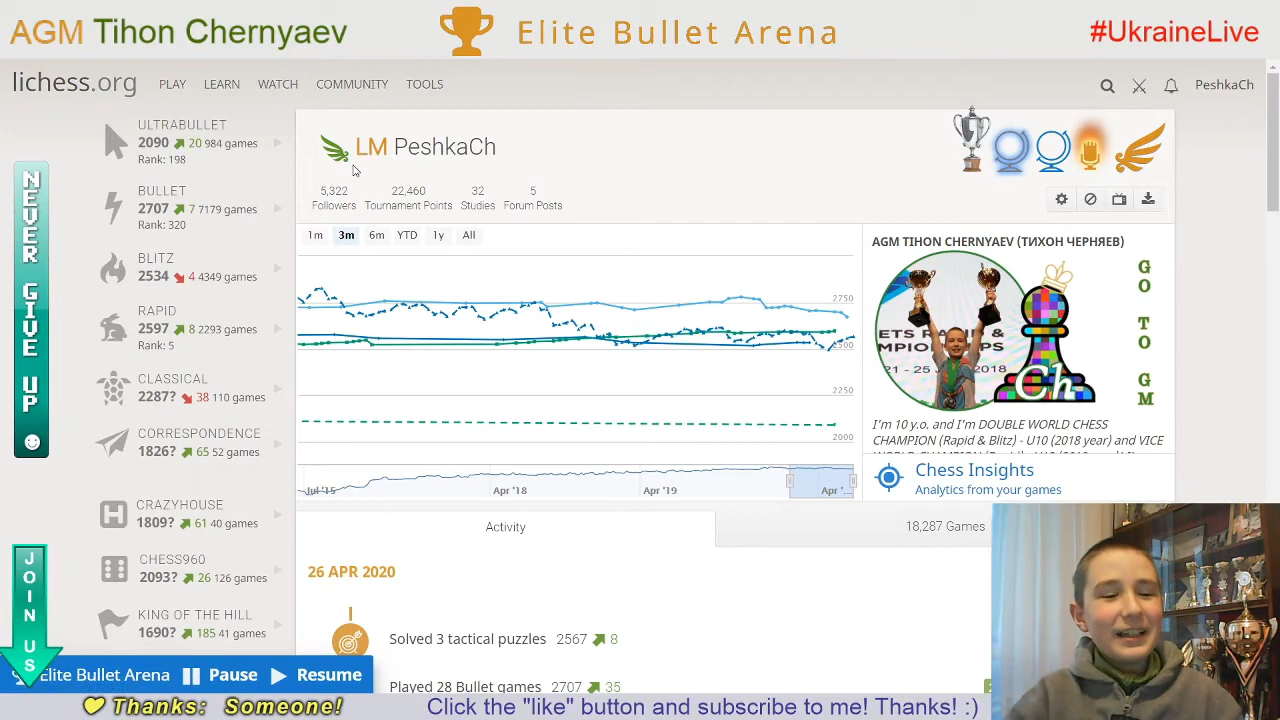 AGM Tihon Chernyaev
Elite Bullet Arena
#UkraineLive
lichess.org
PLAY LEARN WATCH COMMUNITY TOOLS
PeshkaCh
NEVER GIVE UP
JOIN US
ULTRABULLET
2090 20 984 games
Rank: 198
BULLET
2707 7 7179 games
Rank: 320
BLITZ
2534 4 4349 games
RAPID
2597 8 2293 games
Rank: 5
CLASSICAL
2287? 38 110 games
CORRESPONDENCE
1826? 65 52 games
CRAZYHOUSE
1809? 61 40 games
CHESS960
2093? 26 126 games
KING OF THE HILL
1690? 185 41 games
LM PeshkaCh
5,322 22,460 32 5
Followers Tournament Points Studies Forum Posts
1m 3m 6m YTD 1y All
2750
2500
2250
2000
Jul '15 Apr '18 Apr '19 Apr '...
AGM TIHON CHERNYAEV (ТИХОН ЧЕРНЯЕВ)
21 - 25 2018
Ch
GO TO GM
I'm 10 y.o. and I'm DOUBLE WORLD CHESS
CHAMPION (Rapid & Blitz) - U10 (2018 year) and VICE
Chess Insights
Analytics from your games
Activity
18,287 Games
26 APR 2020
Solved 3 tactical puzzles 2567 8
Played 28 Bullet games 2707 35
Elite Bullet Arena Pause Resume
Thanks: Someone!
Click the "like" button and subscribe to me! Thanks! :)